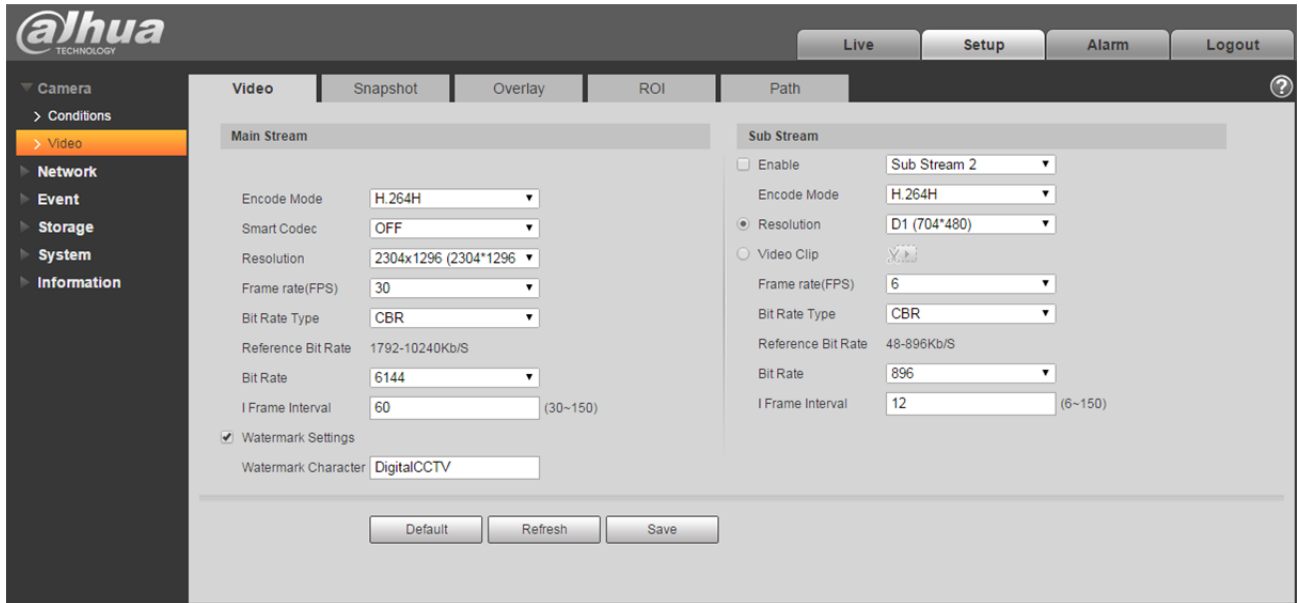 alhua
TECHNOLOGY
Live Setup Alarm Logout
Camera
Conditions
Video
Network
Event
Storage
System
Information
Video Snapshot Overlay ROI Path ?
Main Stream
Encode Mode H.264H
Smart Codec OFF
Resolution 2304x1296 (2304*1296
Frame rate(FPS) 30
Bit Rate Type CBR
Reference Bit Rate 1792-10240Kb/S
Bit Rate 6144
I Frame Interval 60 (30~150)
Watermark Settings
Watermark Character DigitalCCTV
Sub Stream
Enable Sub Stream 2
Encode Mode H.264H
Resolution D1 (704*480)
Video Clip
Frame rate(FPS) 6
Bit Rate Type CBR
Reference Bit Rate 48-896Kb/S
Bit Rate 896
I Frame Interval 12 (6~150)
Default Refresh Save